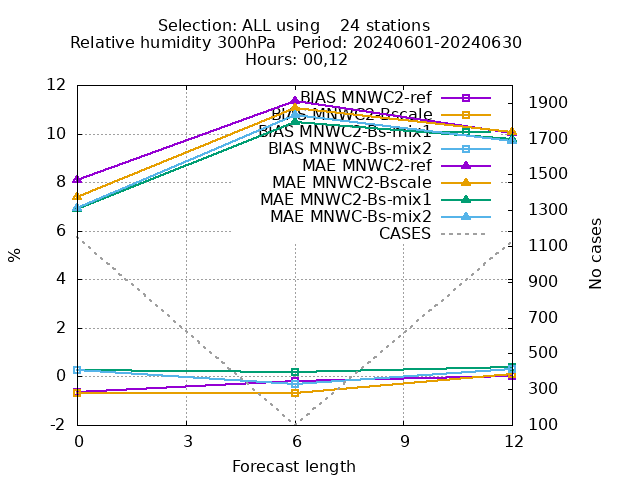 Selection: ALL using 24 stations
Relative humidity 300hPa Period: 20240601-20240630
Hours: 00,12
BIAS MNWC2-ref
BIAS MNWC2-Bscale
BIAS MNWC2-Bs-mix1
BIAS MNWC-Bs-mix2
MAE MNWC2-ref
MAE MNWC2-Bscale
MAE MNWC2-Bs-mix1
MAE MNWC-Bs-mix2
CASES
%
12
10
8
6
4
2
0
-2
1900
1700
1500
1300
1100
900
700
500
300
100
No cases
0 3 6 9 12
Forecast length